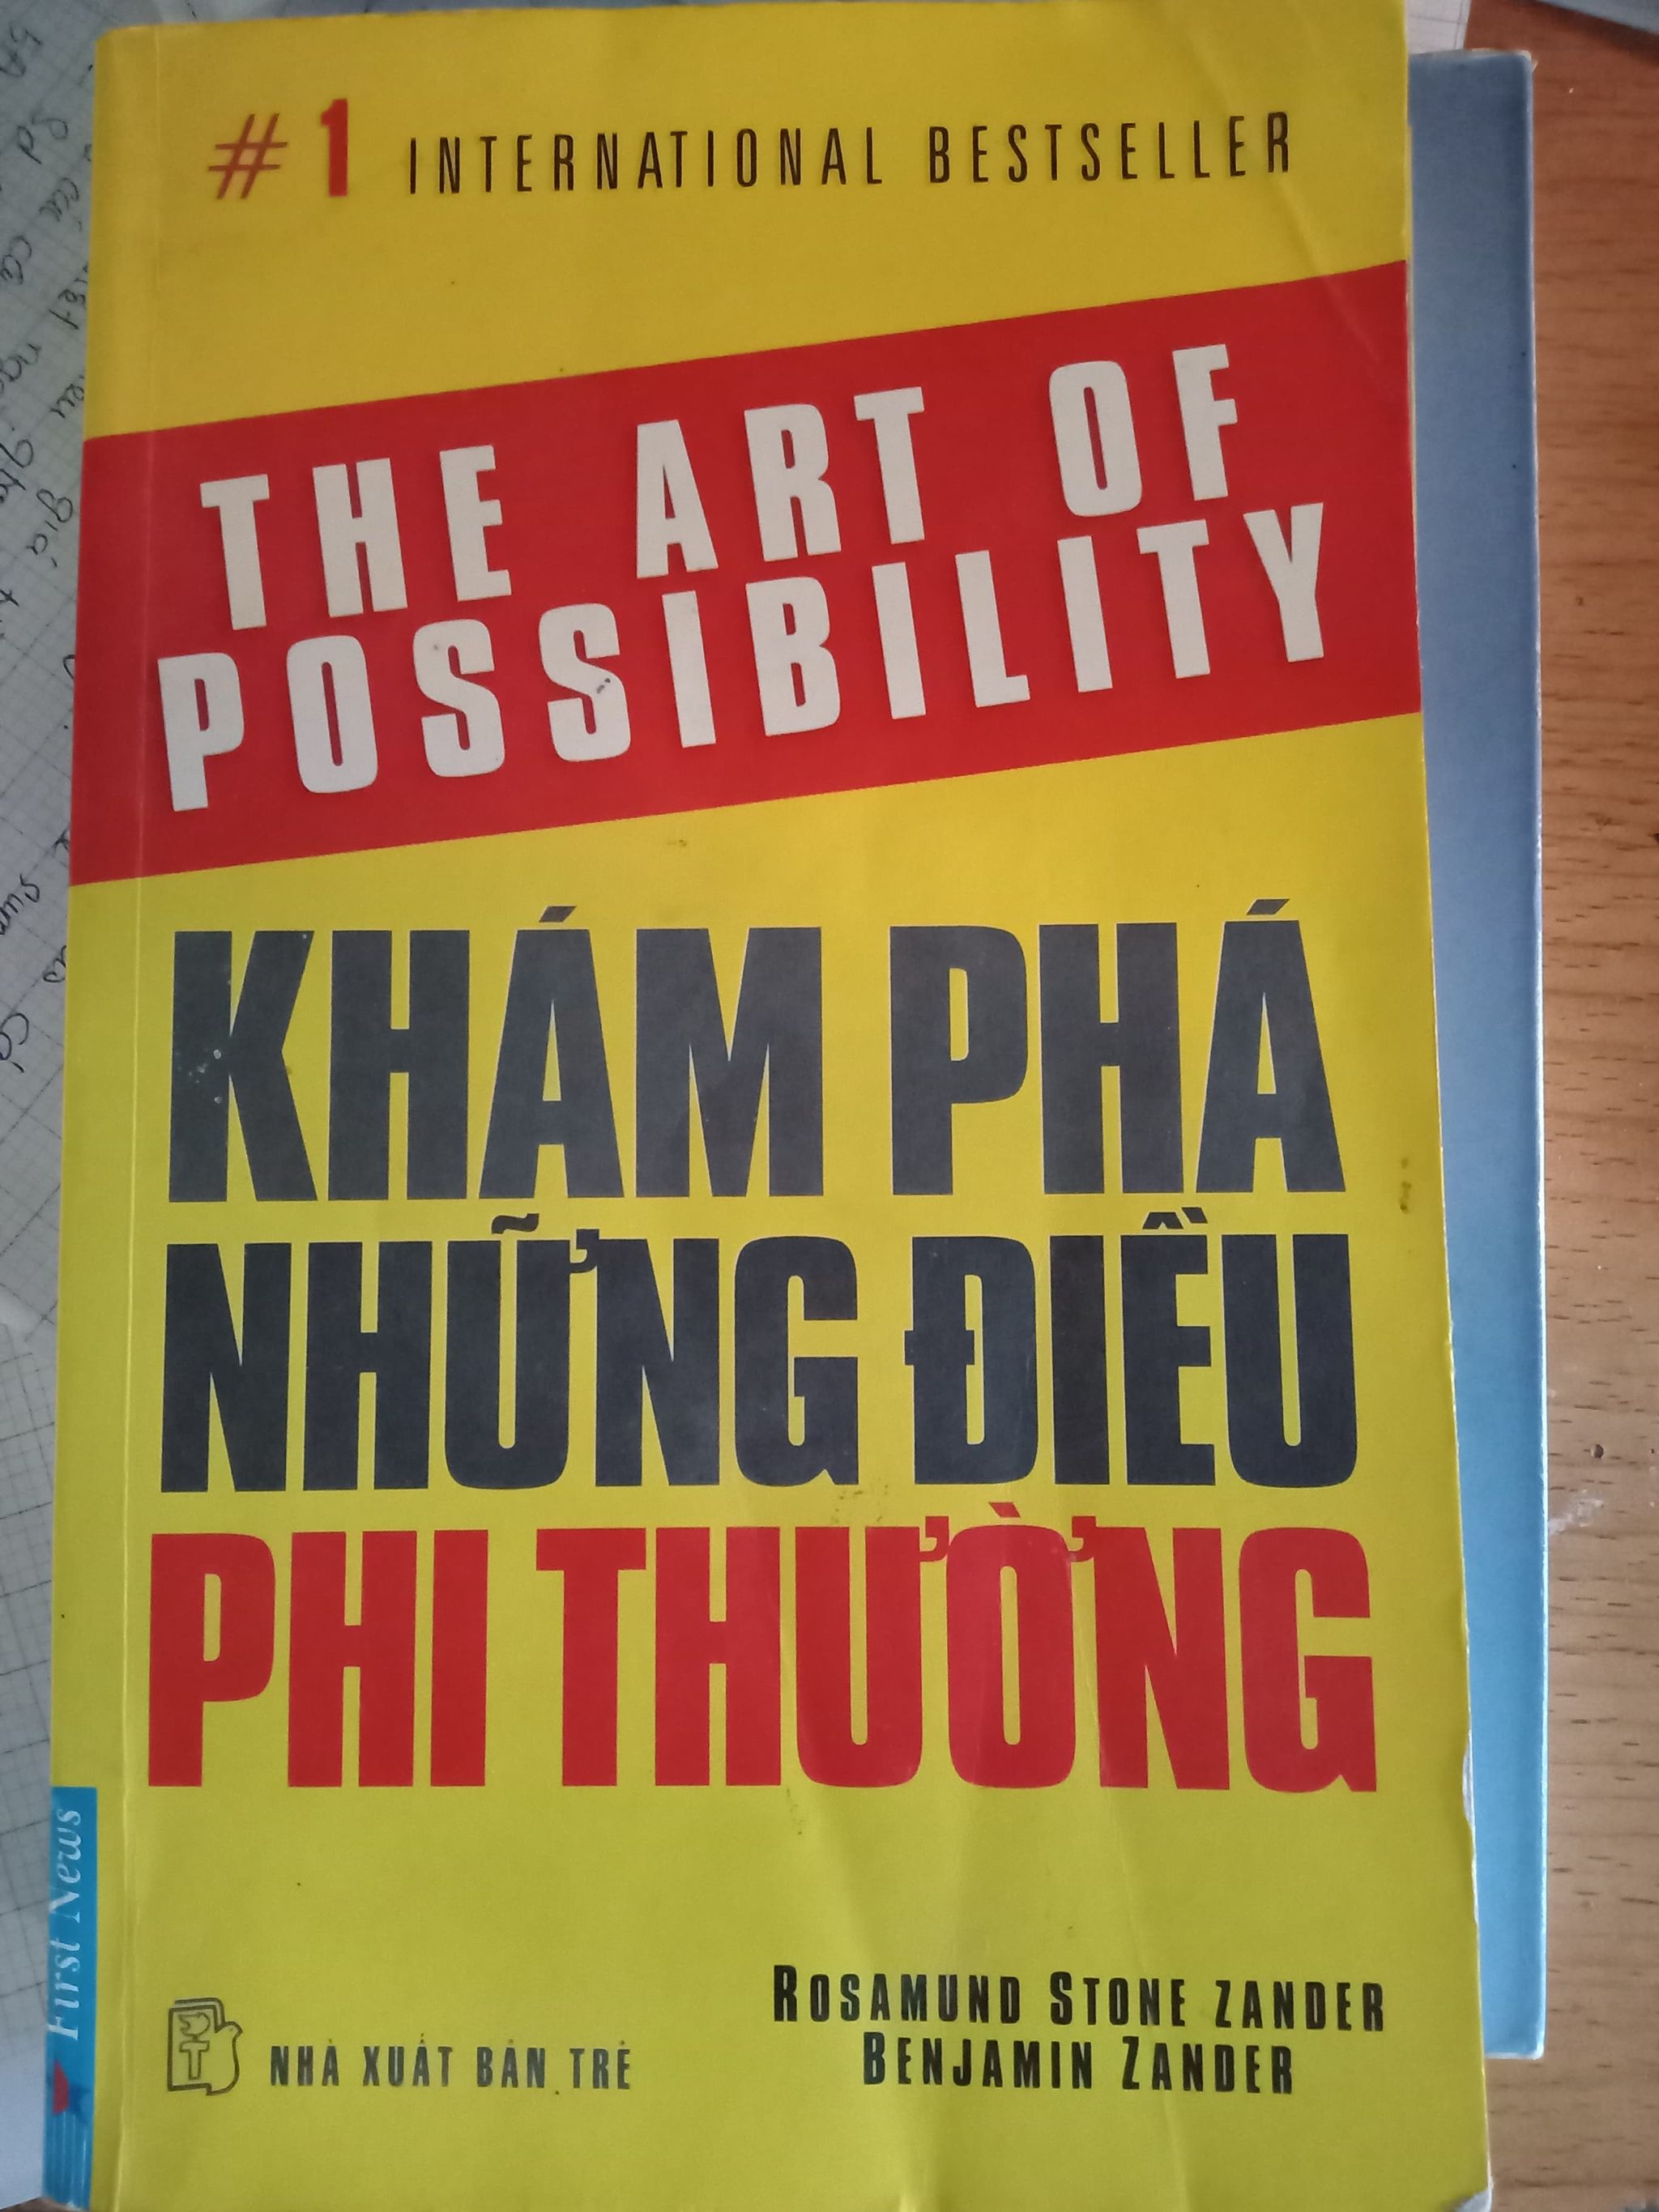 # 1 INTERNATIONAL BESTSELLER
THE ART OF
POSSIBILITY
KHÁM PHÁ
NHỮNG ĐIỀU
PHI THƯỜNG
First News
ROSAMUND STONE ZANDER
BENJAMIN ZANDER
NHÀ XUẤT BẢN TRẺ